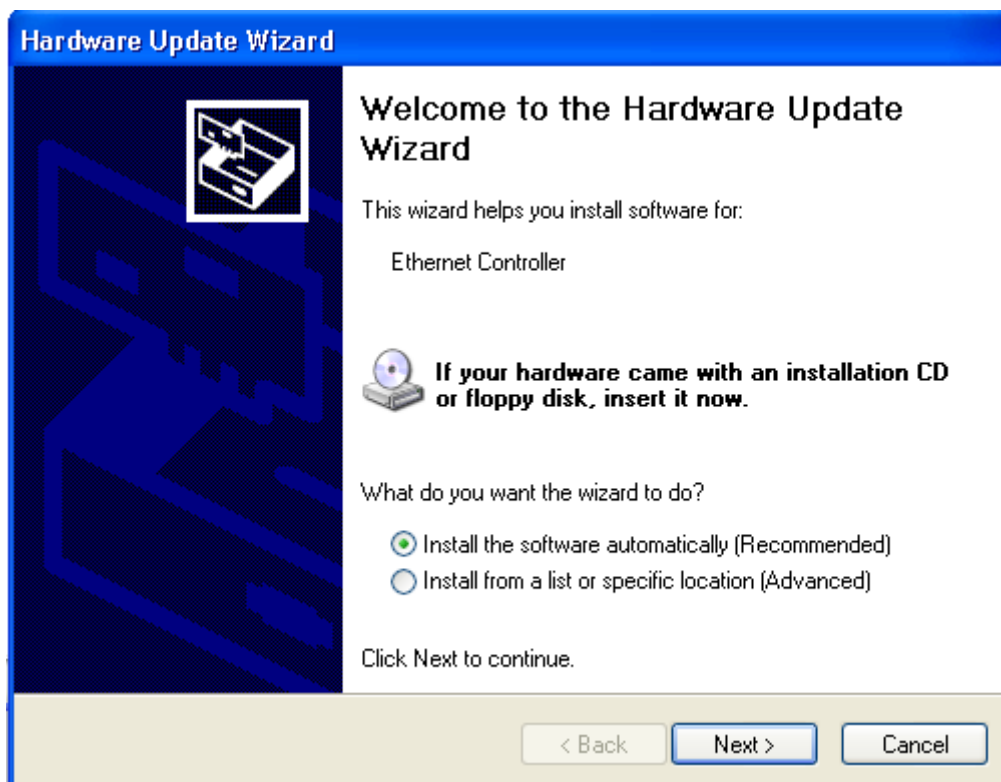 Hardware Update Wizard
Welcome to the Hardware Update
Wizard
This wizard helps you install software for:
Ethernet Controller
If your hardware came with an installation CD
or floppy disk, insert it now.
What do you want the wizard to do?
Install the software automatically (Recommended)
Install from a list or specific location (Advanced)
Click Next to continue.
< Back Next > Cancel